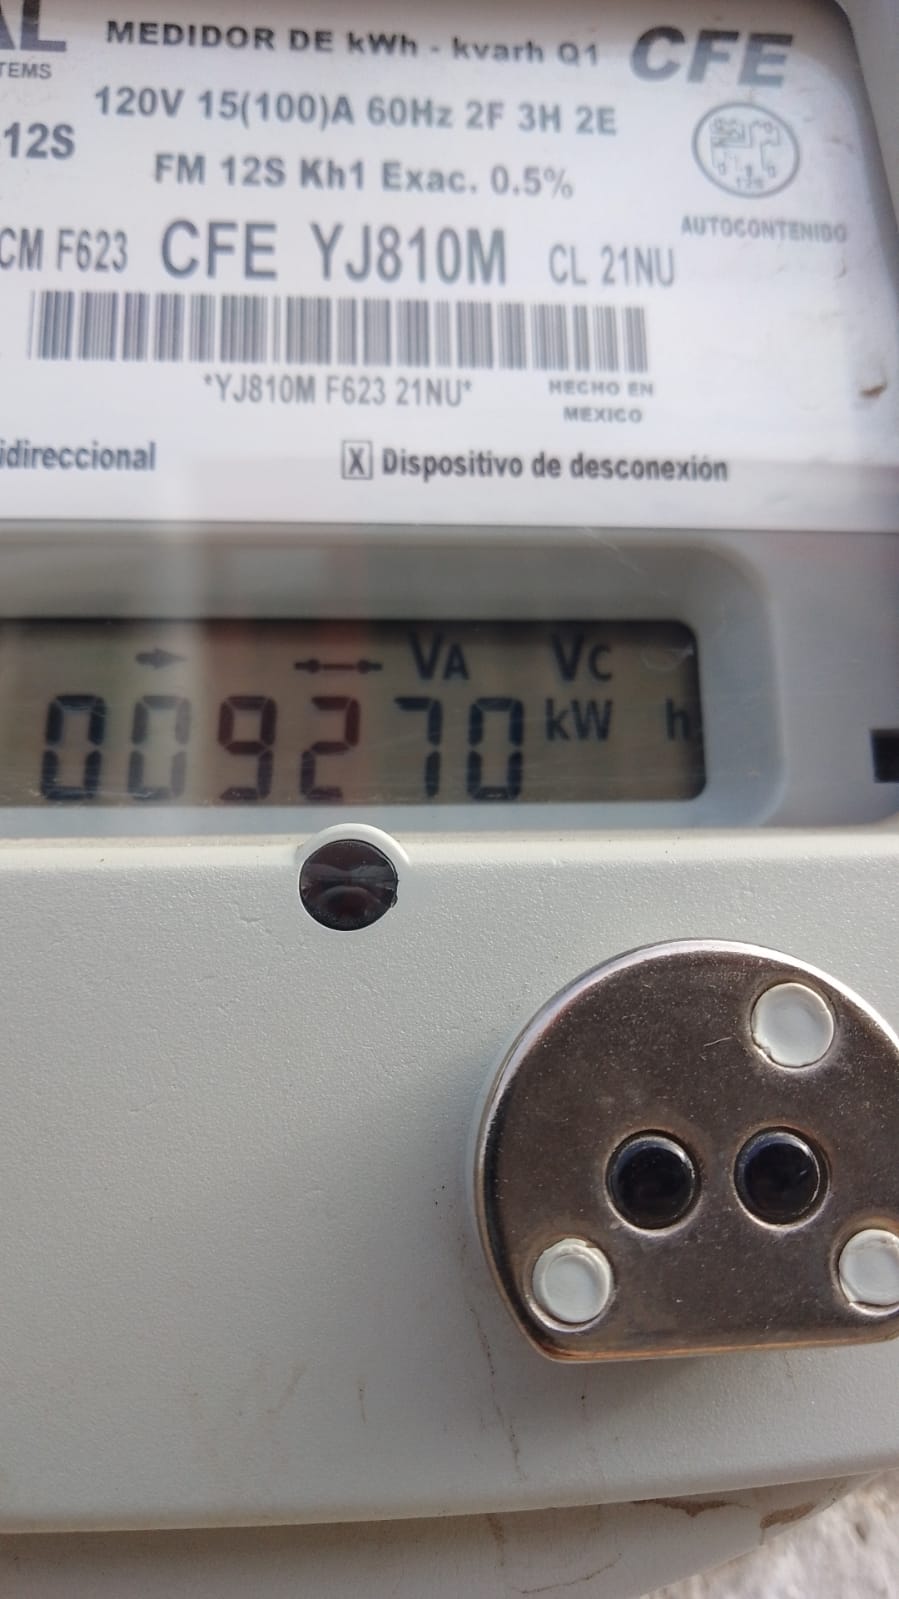 AL
MEDIDOR DE kWh - kvarh Q1
CFE
TEMS
120V 15(100)A 60Hz 2F 3H 2E
-12S
FM 12S Kh1 Exac. 0.5%
AUTOCONTENIDO
CM F623 CFE YJ810M CL 21NU
*YJ810M F623 21NU*
HECHO EN
MEXICO
idireccional
X Dispositivo de desconexión
VA VC
009270 kW h